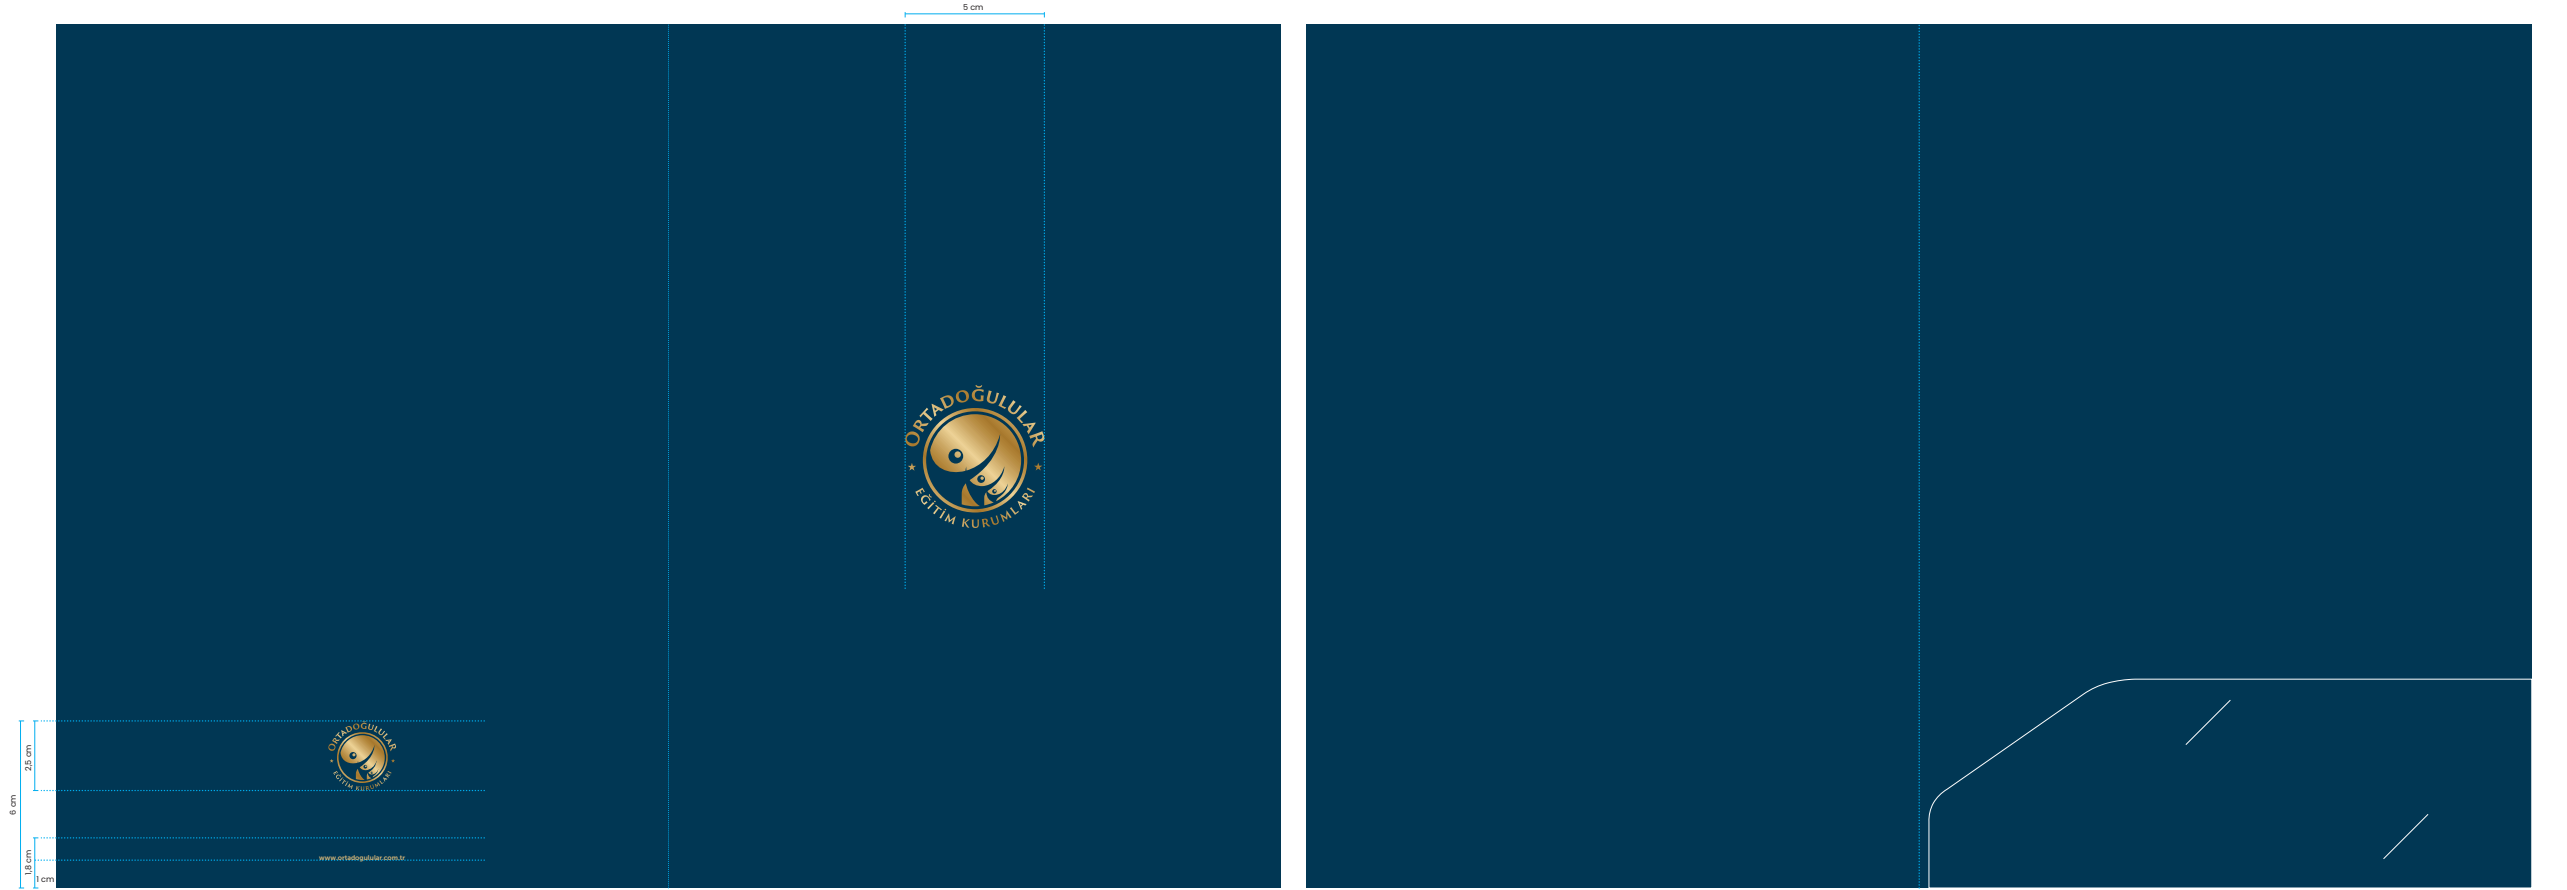 5 cm
ORTADOĞULULAR
EĞİTİM KURUMLARI
2,5 cm
ORTADOĞULULAR
EĞİTİM KURUMLARI
6 cm
1,8 cm
www.ortadogulular.com.tr
1 cm